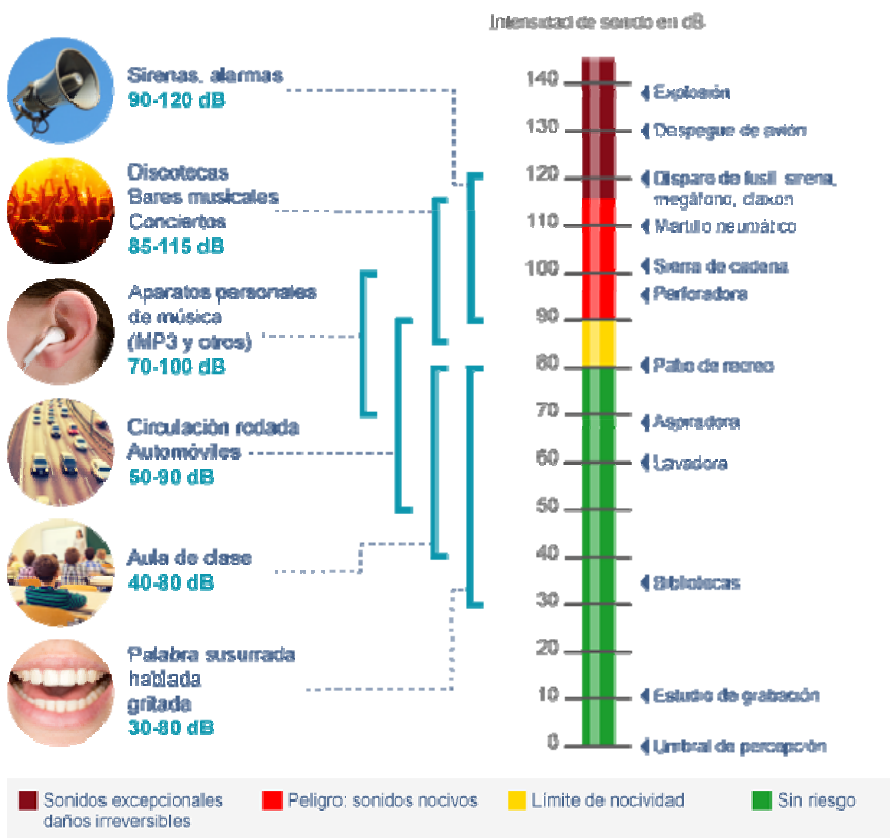 Intensidad de sonido en dB
Sirenas, alarmas
90-120 dB
Discotecas
Bares musicales
Conciertos
85-115 dB
Aparatos personales
de música
(MP3 y otros)
70-100 dB
Circulación rodada
Automóviles
50-90 dB
Aula de clase
40-80 dB
Palabra susurrada
hablada
gritada
30-80 dB
140
130
120
110
100
90
80
70
60
50
40
30
20
10
0
Explosión
Despegue de avión
Disparo de fusil, sirena,
megáfono, claxon
Martillo neumático
Sierra de cadena
Perforadora
Patio de recreo
Aspiradora
Lavadora
Bibliotecas
Estudio de grabación
Umbral de percepción
Sonidos excepcionales
daños irreversibles
Peligro: sonidos nocivos
Límite de nocividad
Sin riesgo